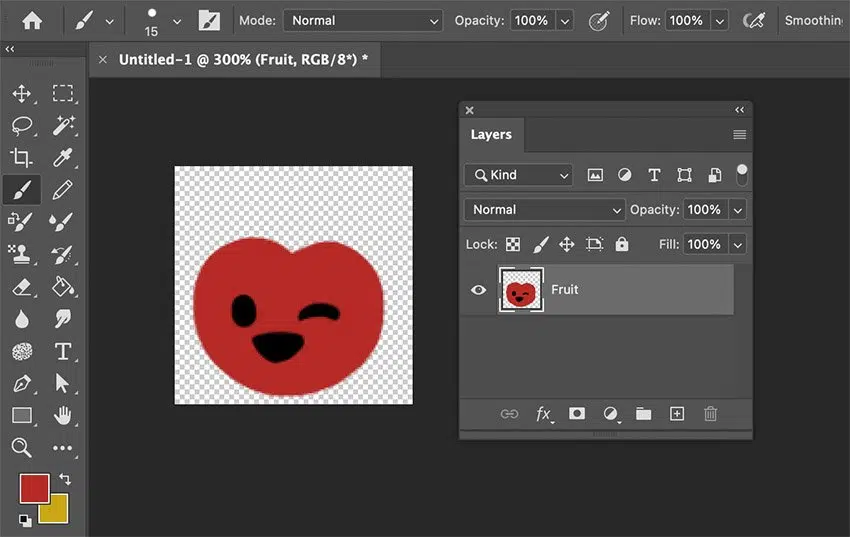 15
Mode: Normal
Opacity: 100%
Flow: 100%
Smoothin
Untitled-1 @ 300% (Fruit, RGB/8*) *
Layers
Kind
Normal
Opacity: 100%
Lock:
Fill: 100%
Fruit